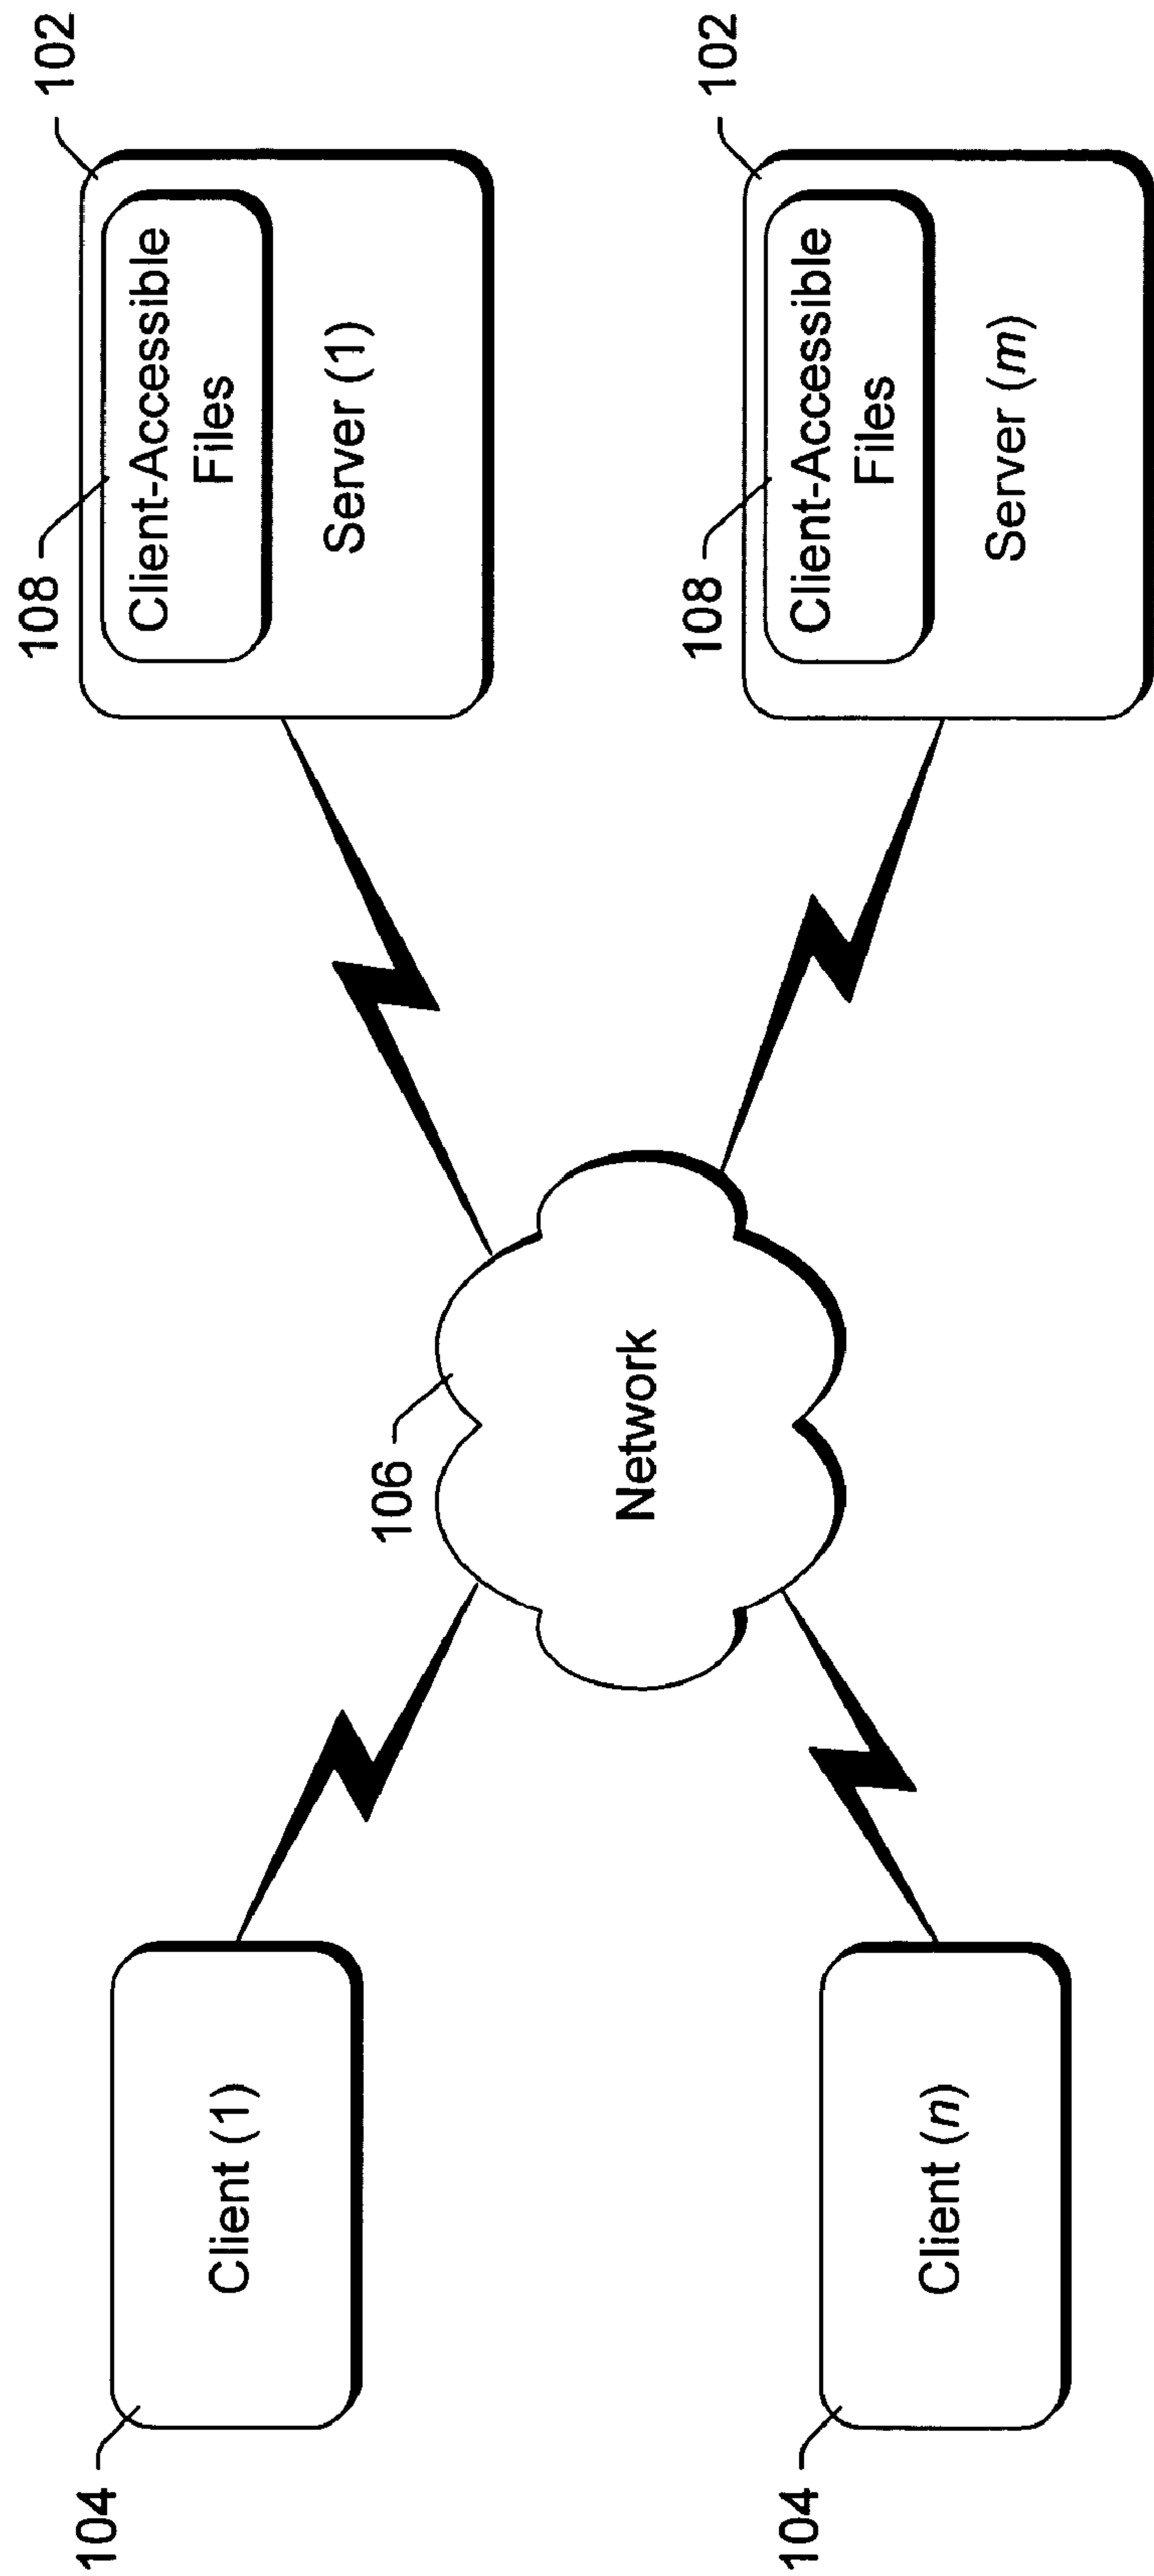 102
108
Client-Accessible
Files
Server (1)
104
Client (1)
106
Network
102
108
Client-Accessible
Files
Server (m)
104
Client (n)